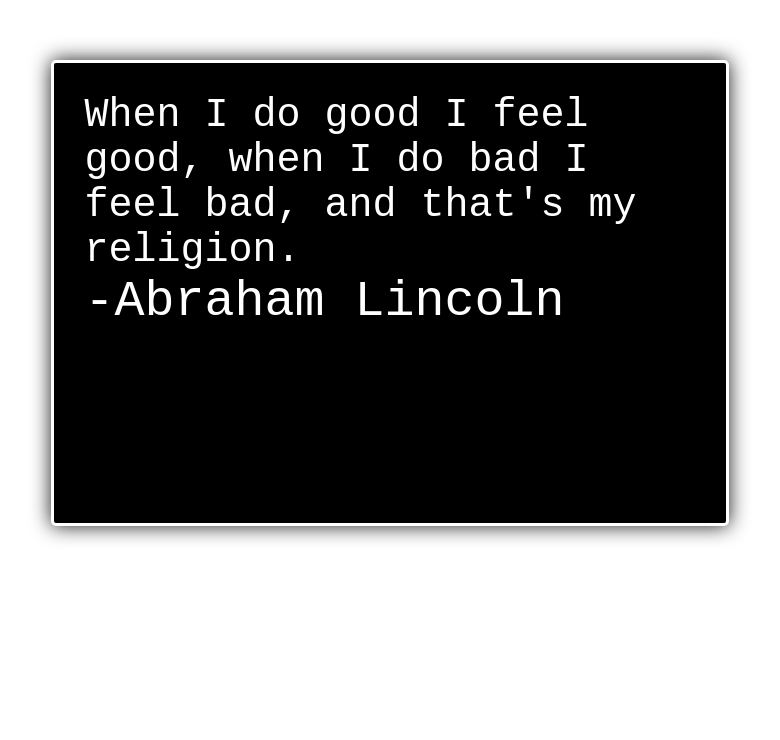 When I do good I feel
good, when I do bad I
feel bad, and that's my
religion.
-Abraham Lincoln